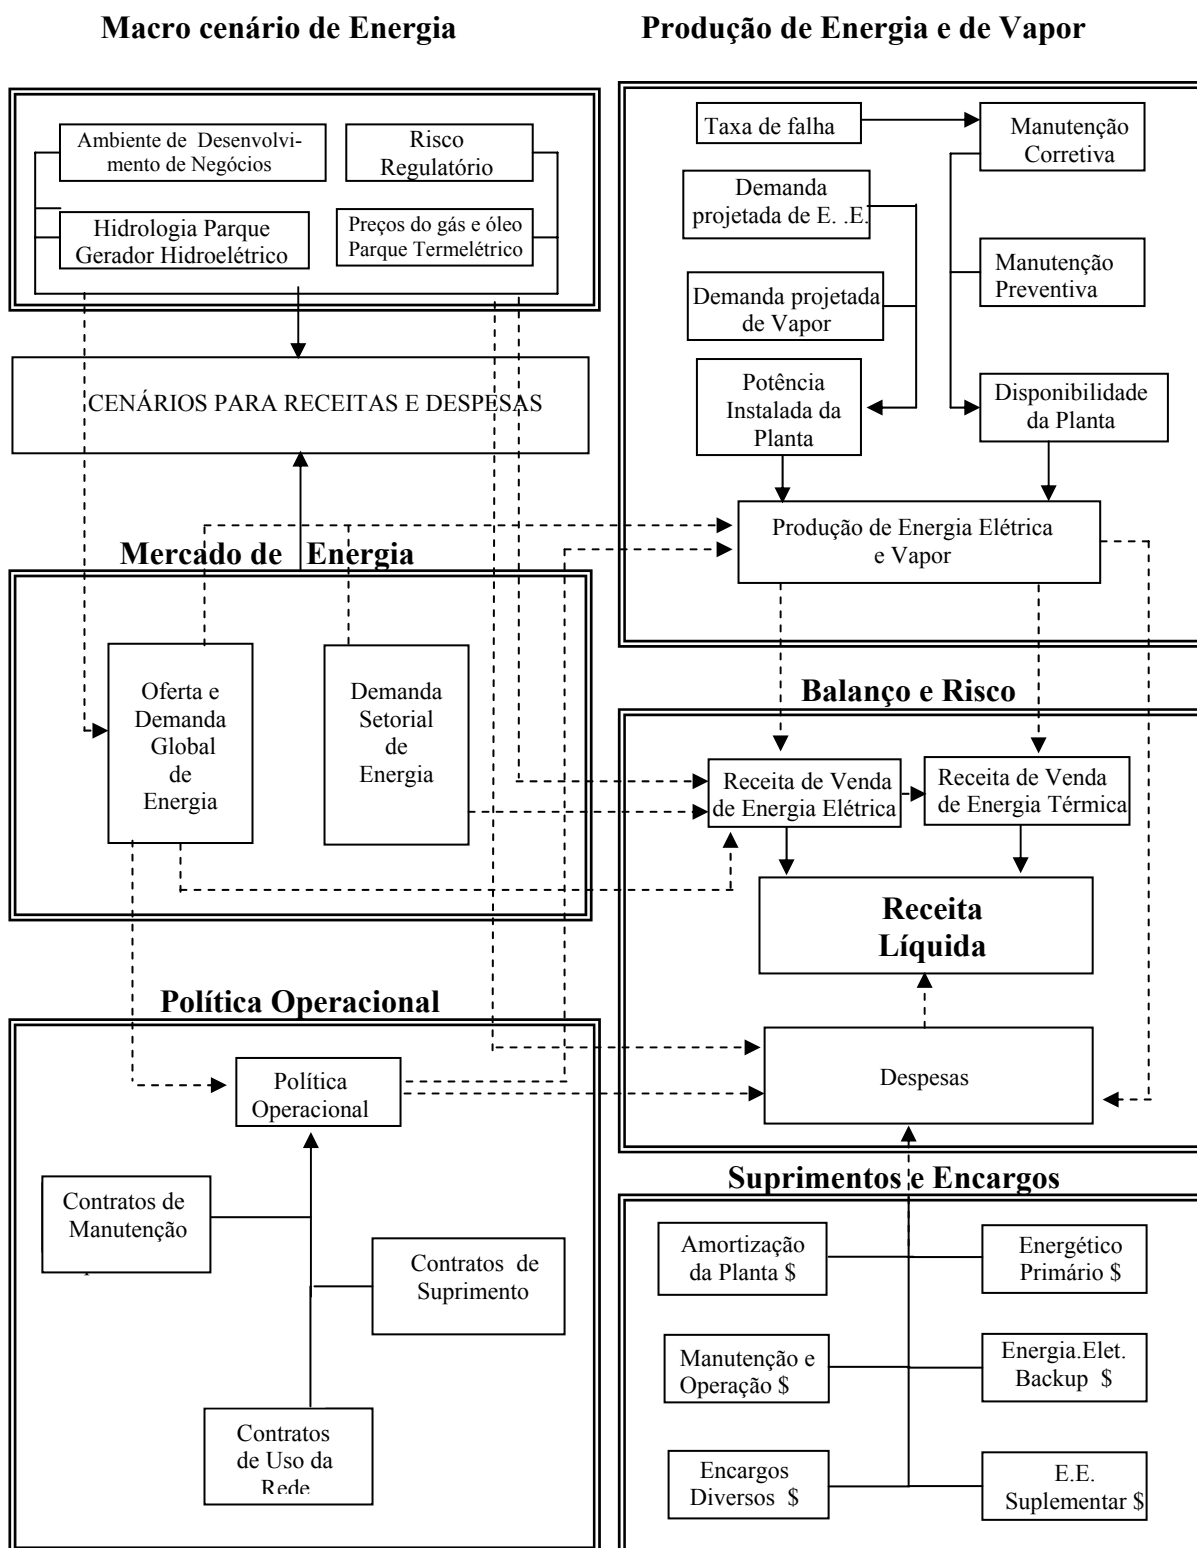 Macro cenário de Energia
Ambiente de Desenvolvi-
mento de Negócios
Risco
Regulatório
Hidrologia Parque
Gerador Hidroelétrico
Preços do gás e óleo
Parque Termelétrico
CENÁRIOS PARA RECEITAS E DESPESAS
Mercado de Energia
Oferta e
Demanda
Global
de
Energia
Demanda
Setorial
de
Energia
Política Operacional
Política
Operacional
Contratos de
Manutenção
Contratos de
Suprimento
Contratos
de Uso da
Rede
Produção de Energia e de Vapor
Taxa de falha
Manutenção
Corretiva
Demanda
projetada de E. .E.
Manutenção
Preventiva
Demanda projetada
de Vapor
Potência
Instalada da
Planta
Disponibilidade
da Planta
Produção de Energia Elétrica
e Vapor
Balanço e Risco
Receita de Venda
de Energia Elétrica
Receita de Venda
de Energia Térmica
Receita
Líquida
Despesas
Suprimentos e Encargos
Amortização
da Planta $
Energético
Primário $
Manutenção e
Operação $
Energia.Elet.
Backup $
Encargos
Diversos $
E.E.
Suplementar $